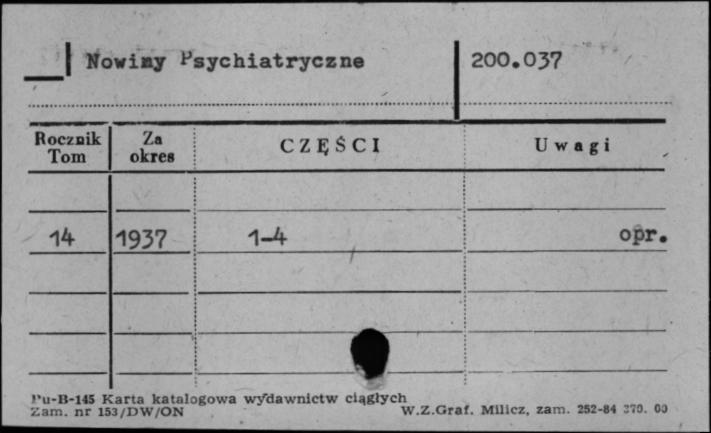 Nowiny Psychiatryczne 200.037
Rocznik Tom Za okres CZĘŚCI Uwagi
14 1937 1-4 opr.
Pu-B-145 Karta katalogowa wydawnictw ciągłych
Zam. nr 153/DW/ON W.Z.Graf. Milicz, zam. 252-84